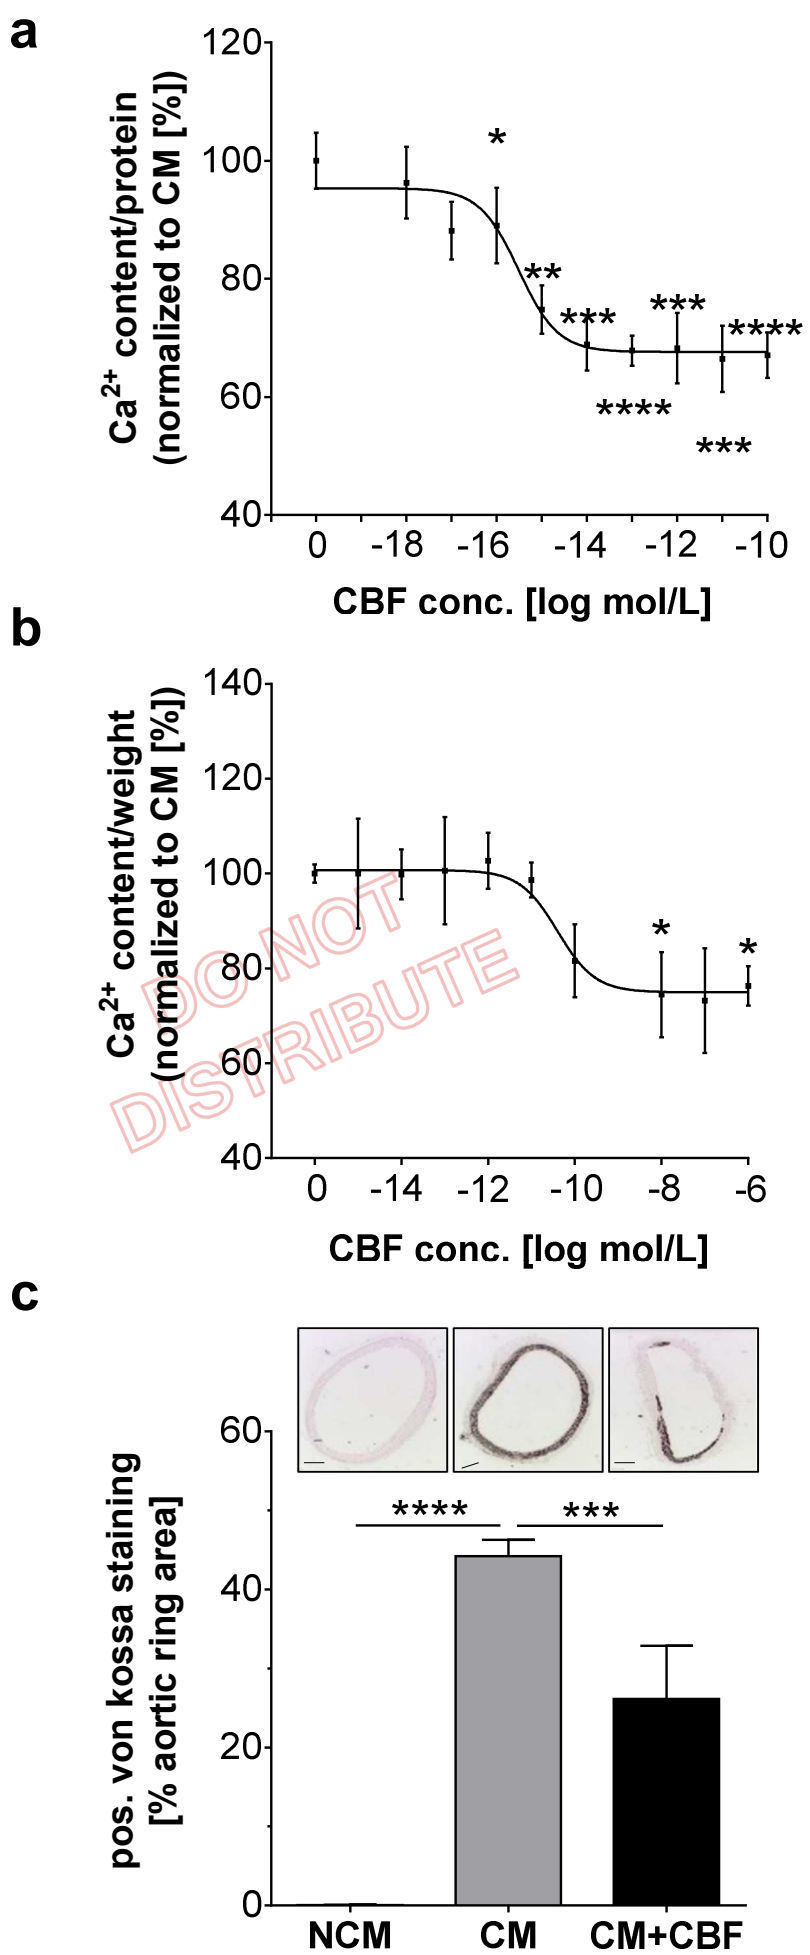 a
120
100
80
60
40
Ca2+ content/protein
(normalized to CM [%])
*
**
***
****
***
***
****
0 -18 -16 -14 -12 -10
CBF conc. [log mol/L]
b
140
120
100
80
60
40
Ca2+ content/weight
(normalized to CM [%])
DO NOT
DISTRIBUTE
*
*
0 -14 -12 -10 -8 -6
CBF conc. [log mol/L]
c
60
40
20
0
pos. von kossa staining
[% aortic ring area]
**** ***
NCM CM CM+CBF